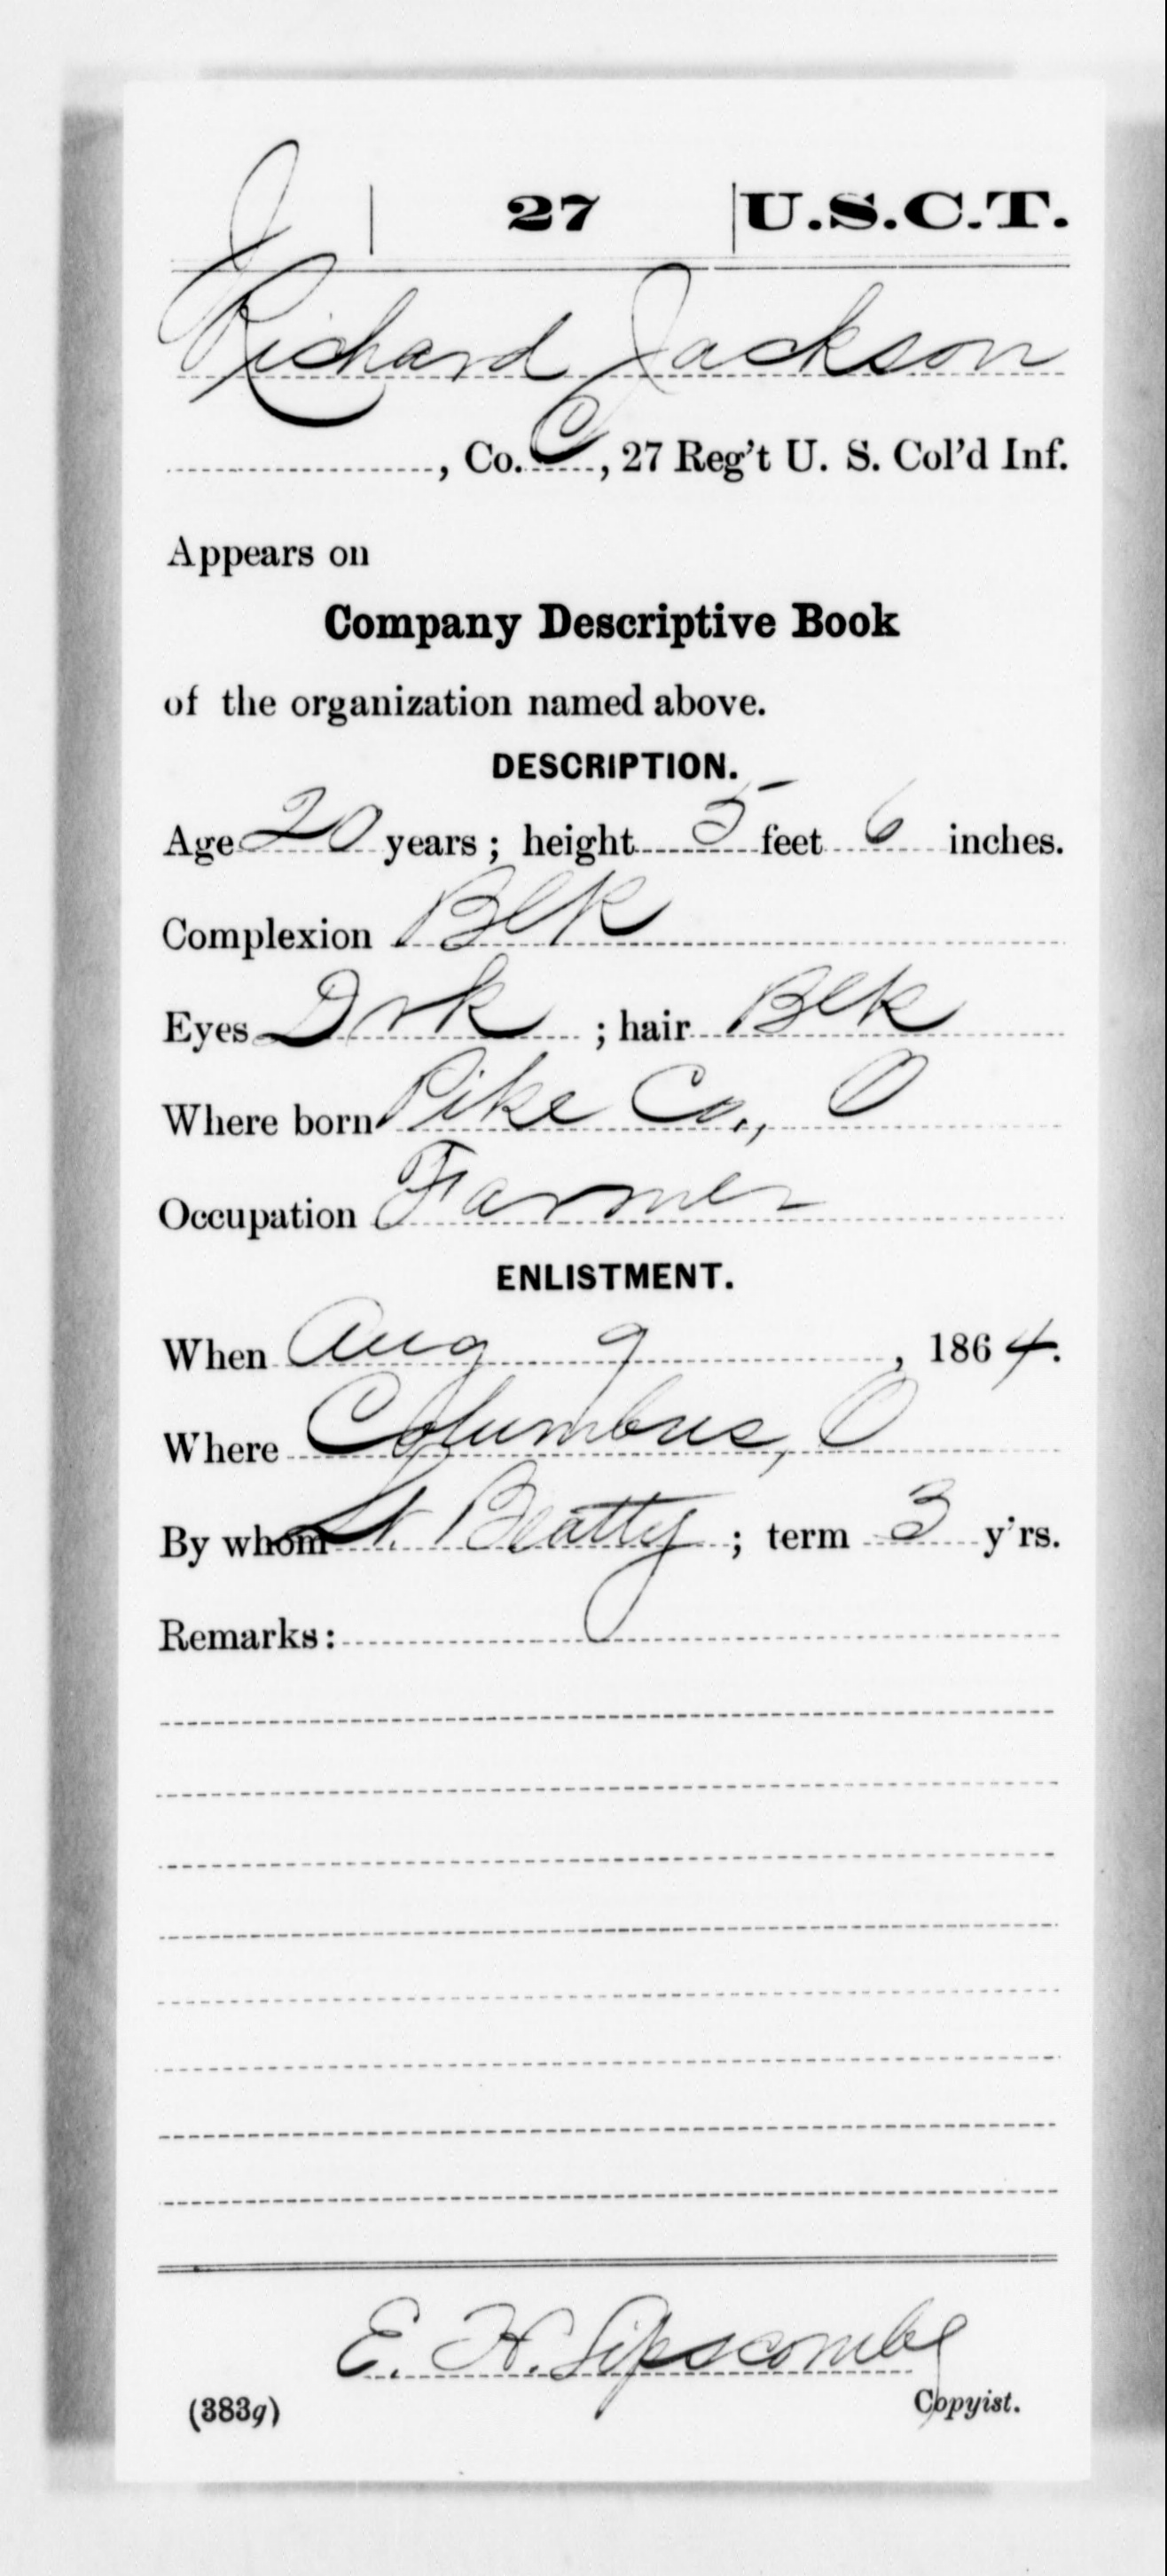 J | 27 | U.S.C.T.
Richard Jackson
, Co. C, 27 Reg't U. S. Col'd Inf.
Appears on
Company Descriptive Book
of the organization named above.
DESCRIPTION.
Age 20 years; height 5 feet 6 inches.
Complexion Blk
Eyes Drk; hair Blk
Where born Pike Co., O
Occupation Farmer
ENLISTMENT.
When Aug 9, 1864.
Where Columbus, O
By whom Lt. Beatty; term 3 y'rs.
Remarks:
E. H. Lipscombe
(383g) Copyist.